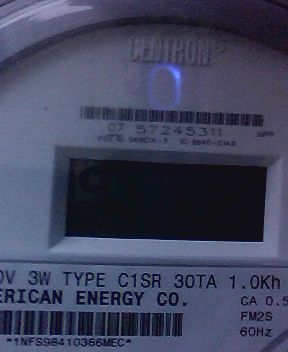 CENTRON®
07 57245311
0V 3W TYPE C1SR 30TA 1.0Kh
ERICAN ENERGY CO.
CA 0.5
FM2S
60Hz
*1NFS98410366MEC*